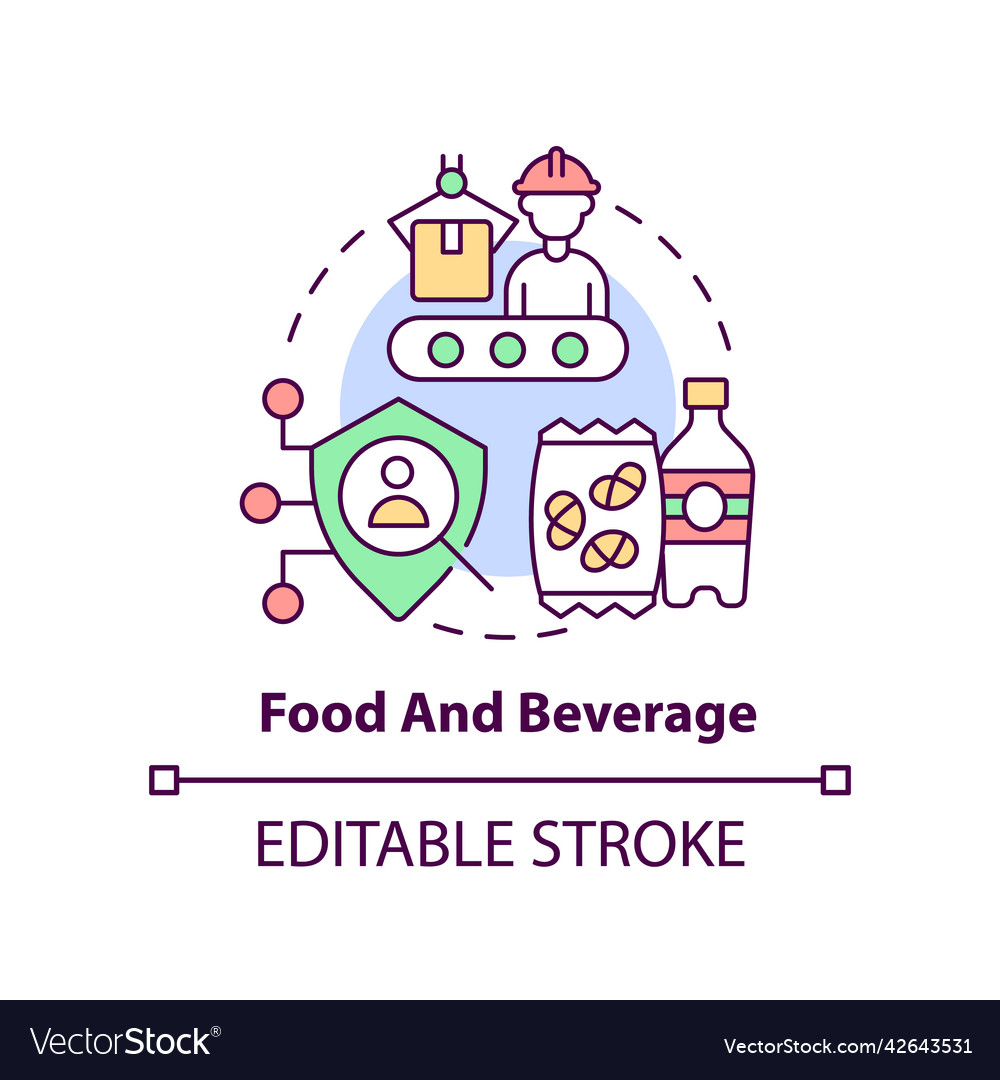 Food And Beverage
EDITABLE STROKE
VectorStock®
VectorStock.com/42643531